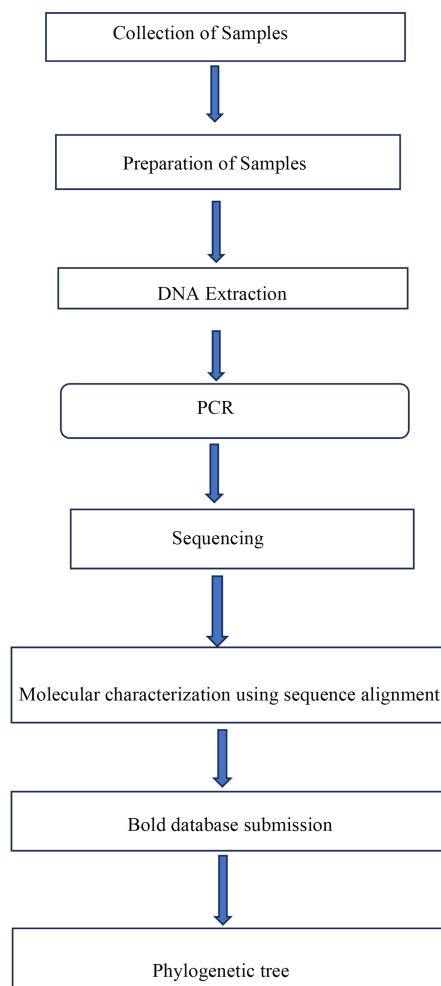 Collection of Samples
Preparation of Samples
DNA Extraction
PCR
Sequencing
Molecular characterization using sequence alignment
Bold database submission
Phylogenetic tree